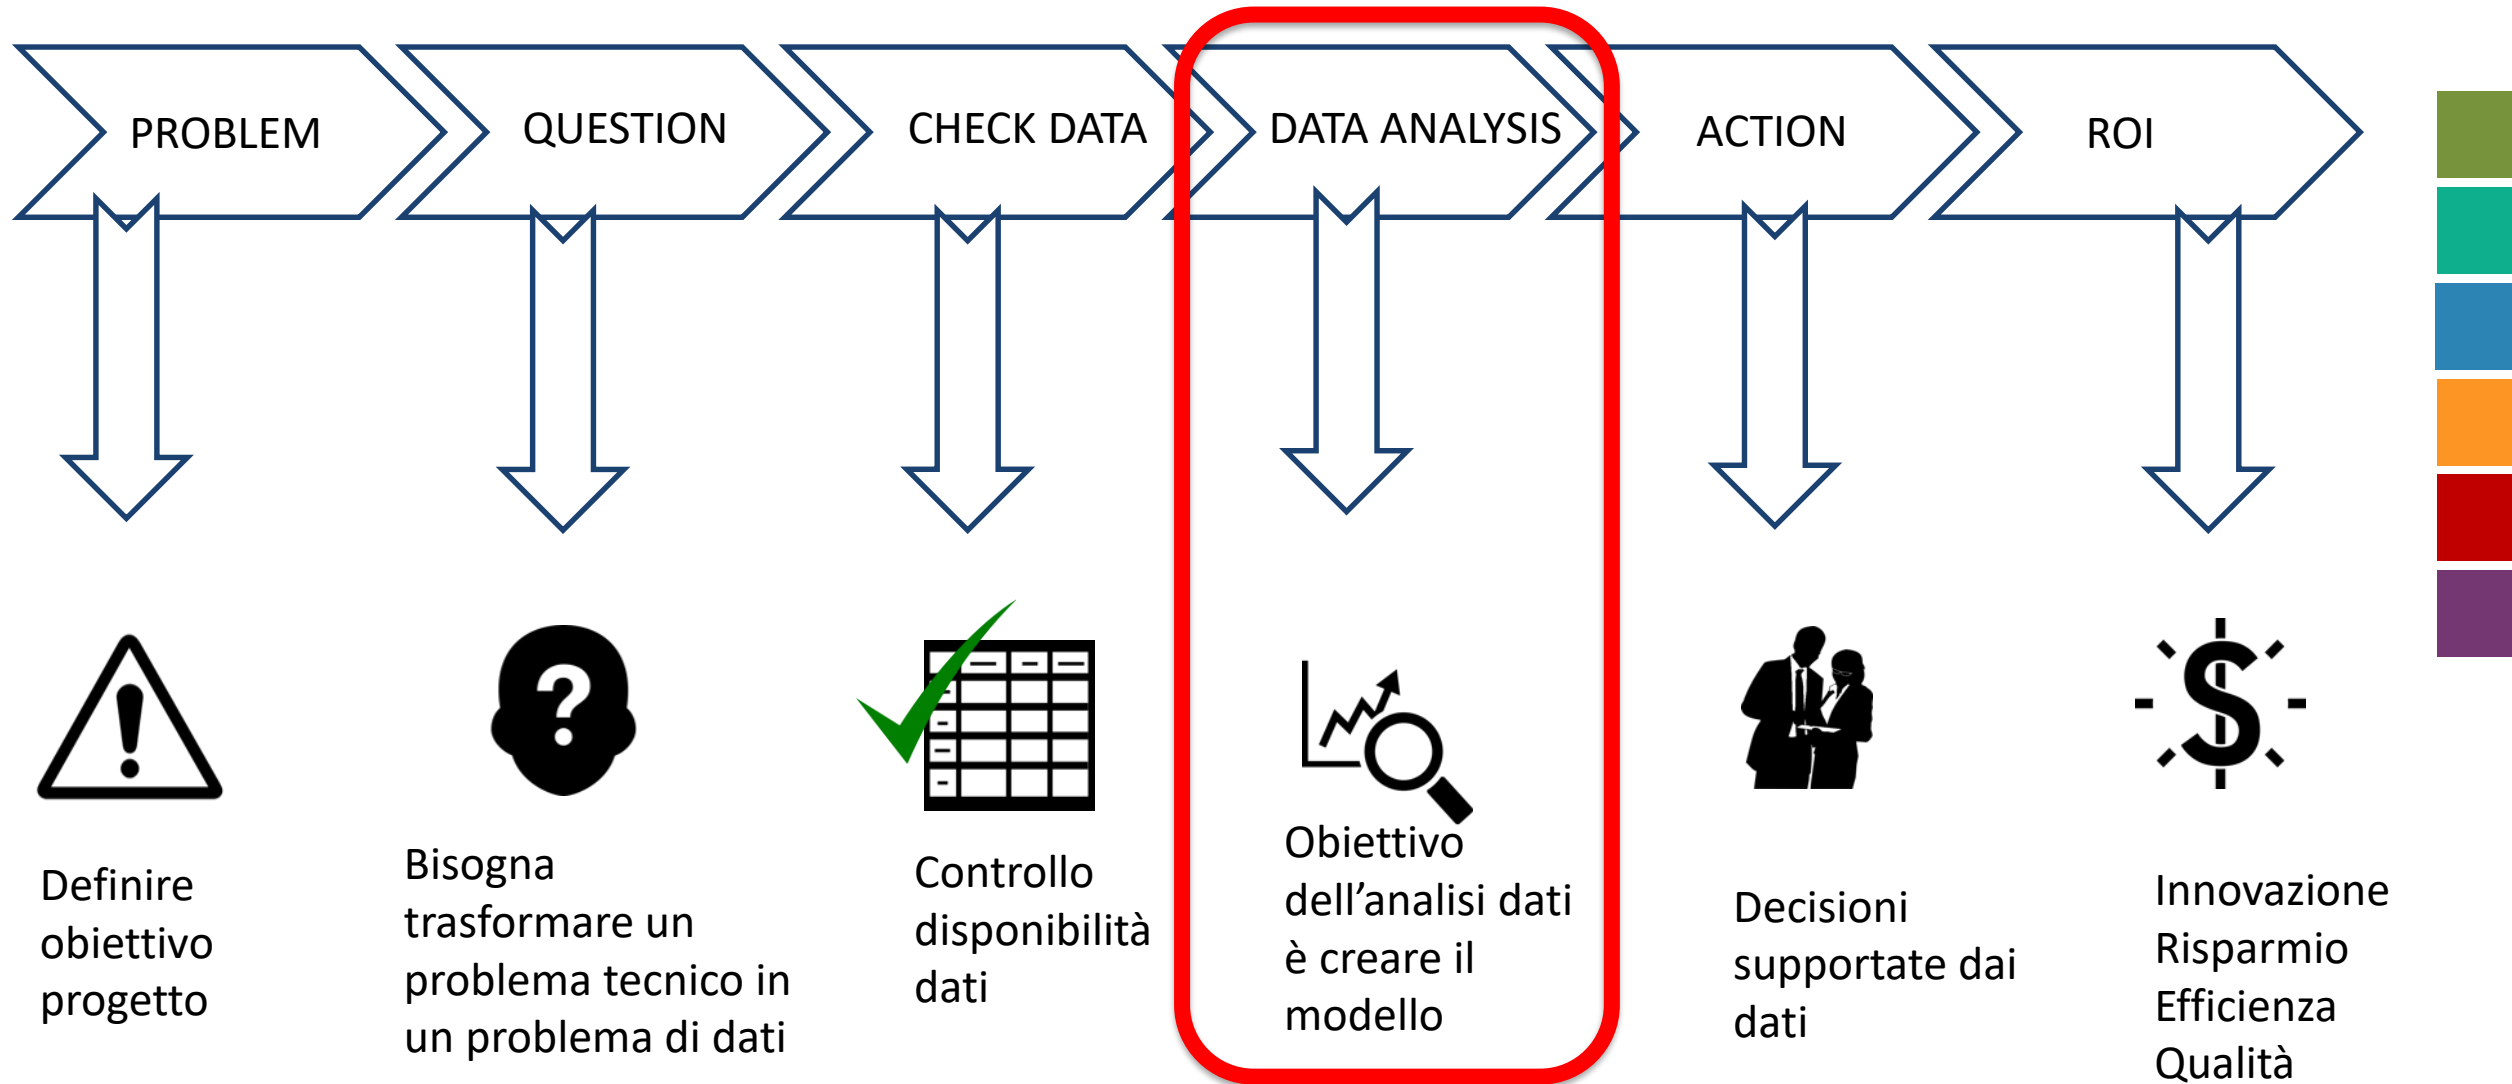 PROBLEM
QUESTION
CHECK DATA
DATA ANALYSIS
ACTION
ROI
Definire
obiettivo
progetto
Bisogna
trasformare un
problema tecnico in
un problema di dati
Controllo
disponibilità
dati
Obiettivo
dell’analisi dati
è creare il
modello
Decisioni
supportate dai
dati
Innovazione
Risparmio
Efficienza
Qualità